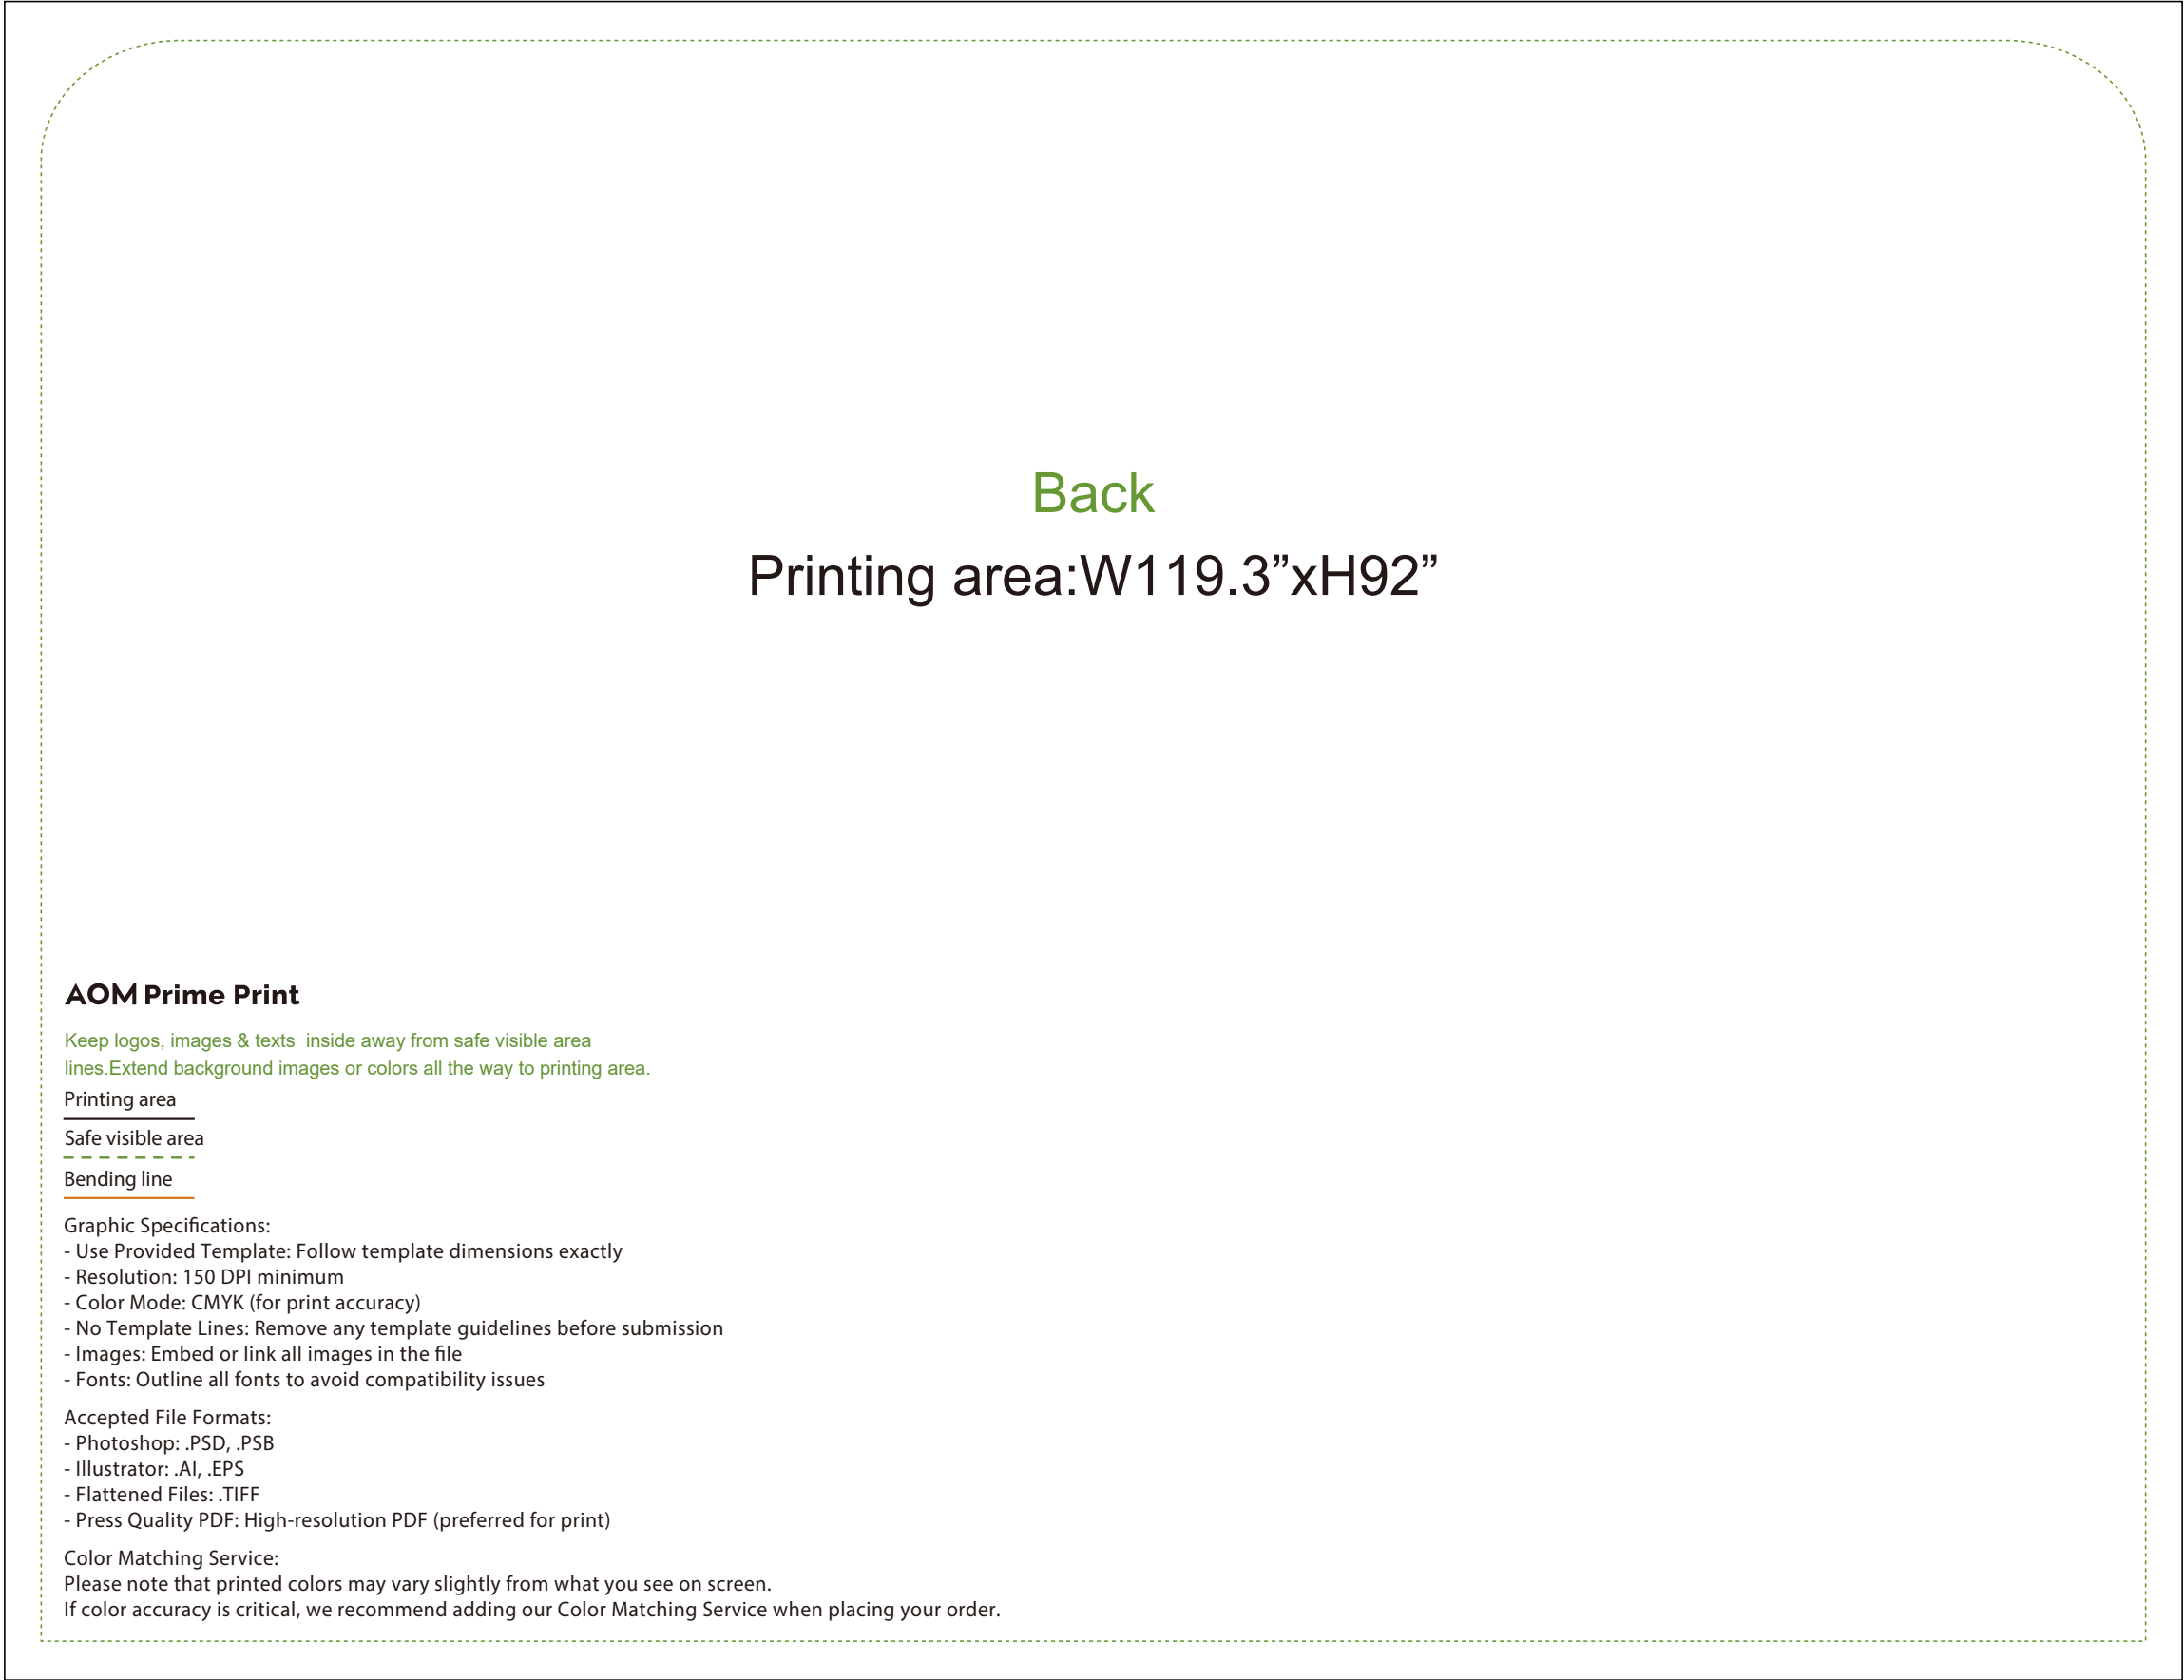 Back
Printing area:W119.3”xH92”
AOM Prime Print
Keep logos, images & texts  inside away from safe visible area
lines.Extend background images or colors all the way to printing area.
Printing area
Safe visible area
Bending line
Graphic Specifications:
- Use Provided Template: Follow template dimensions exactly
- Resolution: 150 DPI minimum
- Color Mode: CMYK (for print accuracy)
- No Template Lines: Remove any template guidelines before submission
- Images: Embed or link all images in the file
- Fonts: Outline all fonts to avoid compatibility issues
Accepted File Formats:
- Photoshop: .PSD, .PSB
- Illustrator: .AI, .EPS
- Flattened Files: .TIFF
- Press Quality PDF: High-resolution PDF (preferred for print)
Color Matching Service:
Please note that printed colors may vary slightly from what you see on screen.
If color accuracy is critical, we recommend adding our Color Matching Service when placing your order.